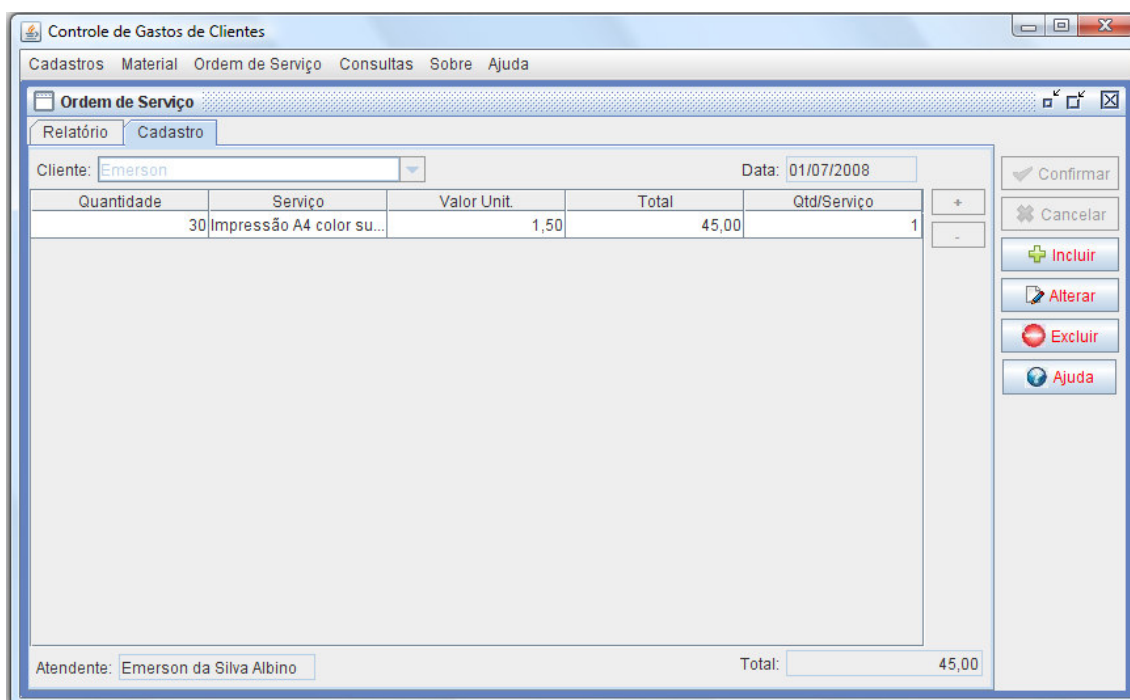 Controle de Gastos de Clientes
Cadastros Material Ordem de Serviço Consultas Sobre Ajuda
Ordem de Serviço
Relatório Cadastro
Cliente: Emerson Data: 01/07/2008
Quantidade Serviço Valor Unit. Total Qtd/Serviço +
30 Impressão A4 color su... 1,50 45,00 1 -
Confirmar
Cancelar
Incluir
Alterar
Excluir
Ajuda
Atendente: Emerson da Silva Albino Total: 45,00